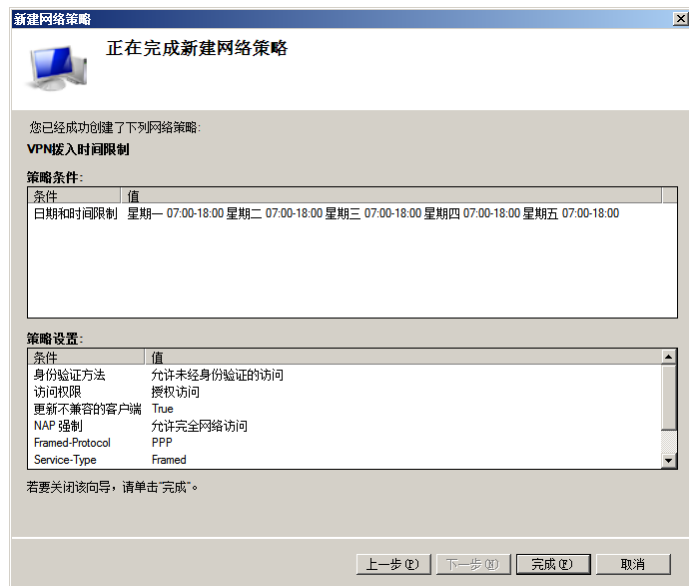 新建网络策略
正在完成新建网络策略
您已经成功创建了下列网络策略:
VPN拨入时间限制
策略条件:
条件 值
日期和时间限制 星期一 07:00-18:00 星期二 07:00-18:00 星期三 07:00-18:00 星期四 07:00-18:00 星期五 07:00-18:00
策略设置:
条件 值
身份验证方法 允许未经身份验证的访问
访问权限 授权访问
更新不兼容的客户端 True
NAP 强制 允许完全网络访问
Framed-Protocol PPP
Service-Type Framed
若要关闭该向导，请单击"完成"。
上一步(P) 下一步(N) 完成(F) 取消